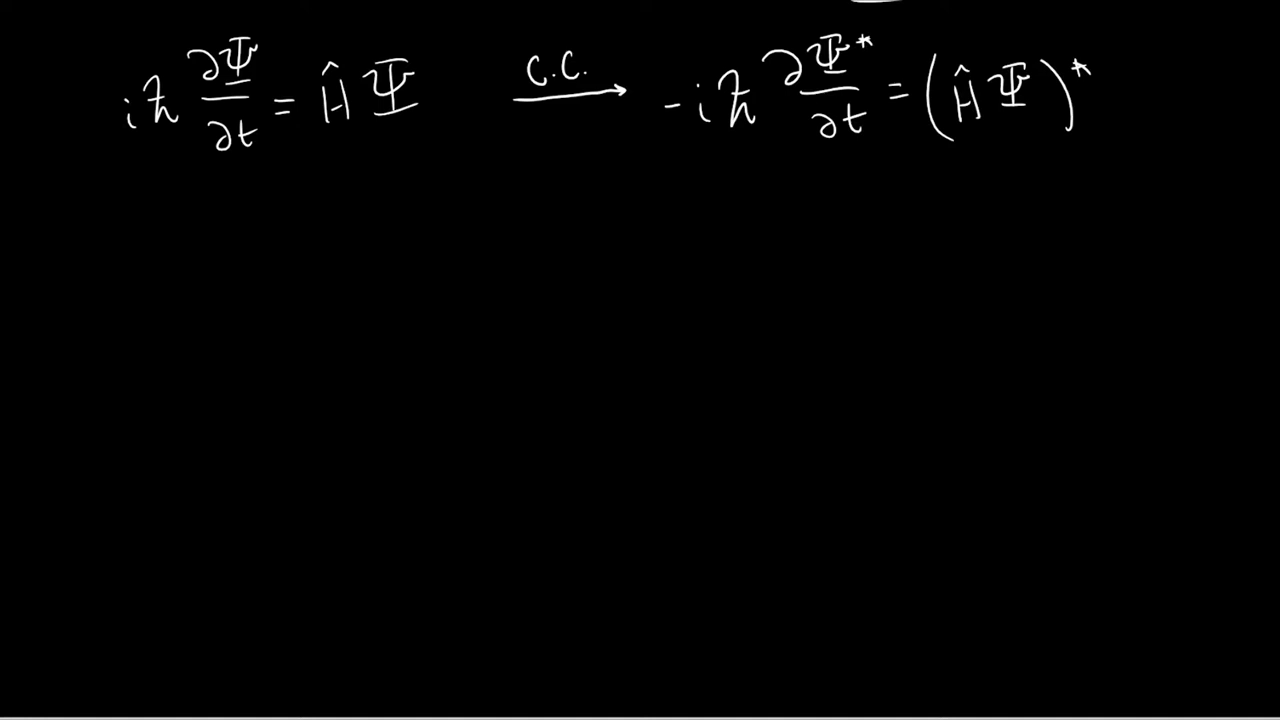 iħ ∂Ψ/∂t = ĤΨ C.C. → -iħ ∂Ψ*/∂t = (ĤΨ)*